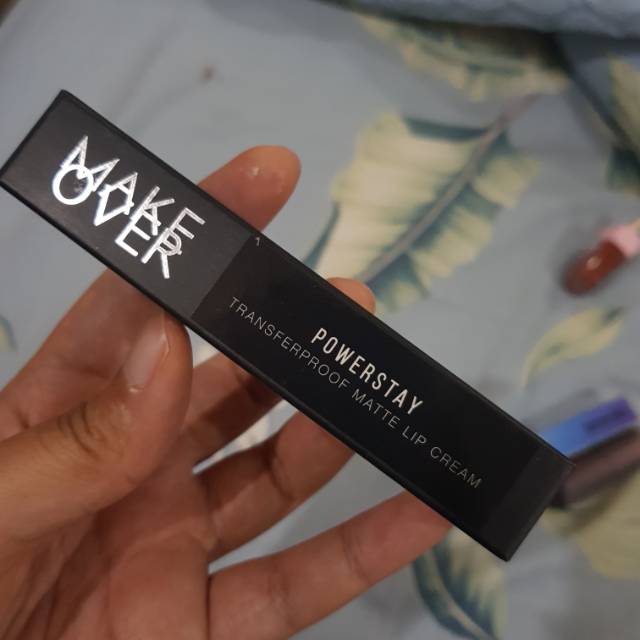 MAKE
OVER
POWERSTAY
TRANSFERPROOF MATTE LIP CREAM